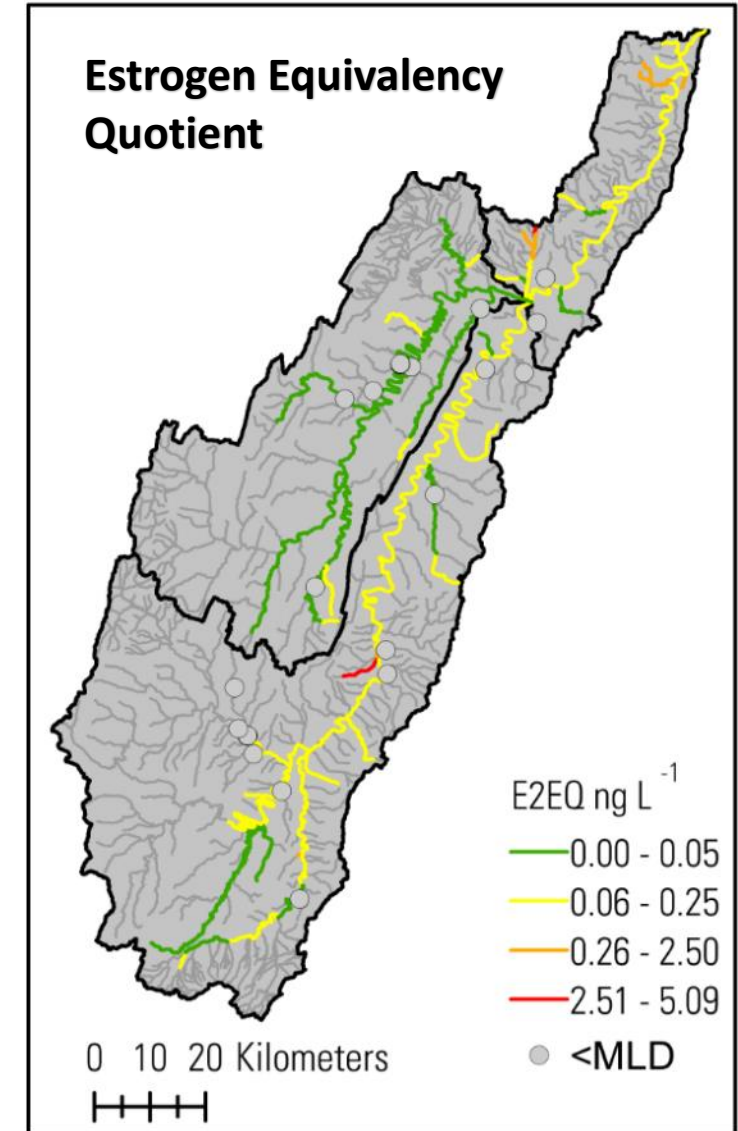 Estrogen Equivalency
Quotient
E2EQ ng L -1
0.00 - 0.05
0.06 - 0.25
0.26 - 2.50
2.51 - 5.09
<MLD
0 10 20 Kilometers